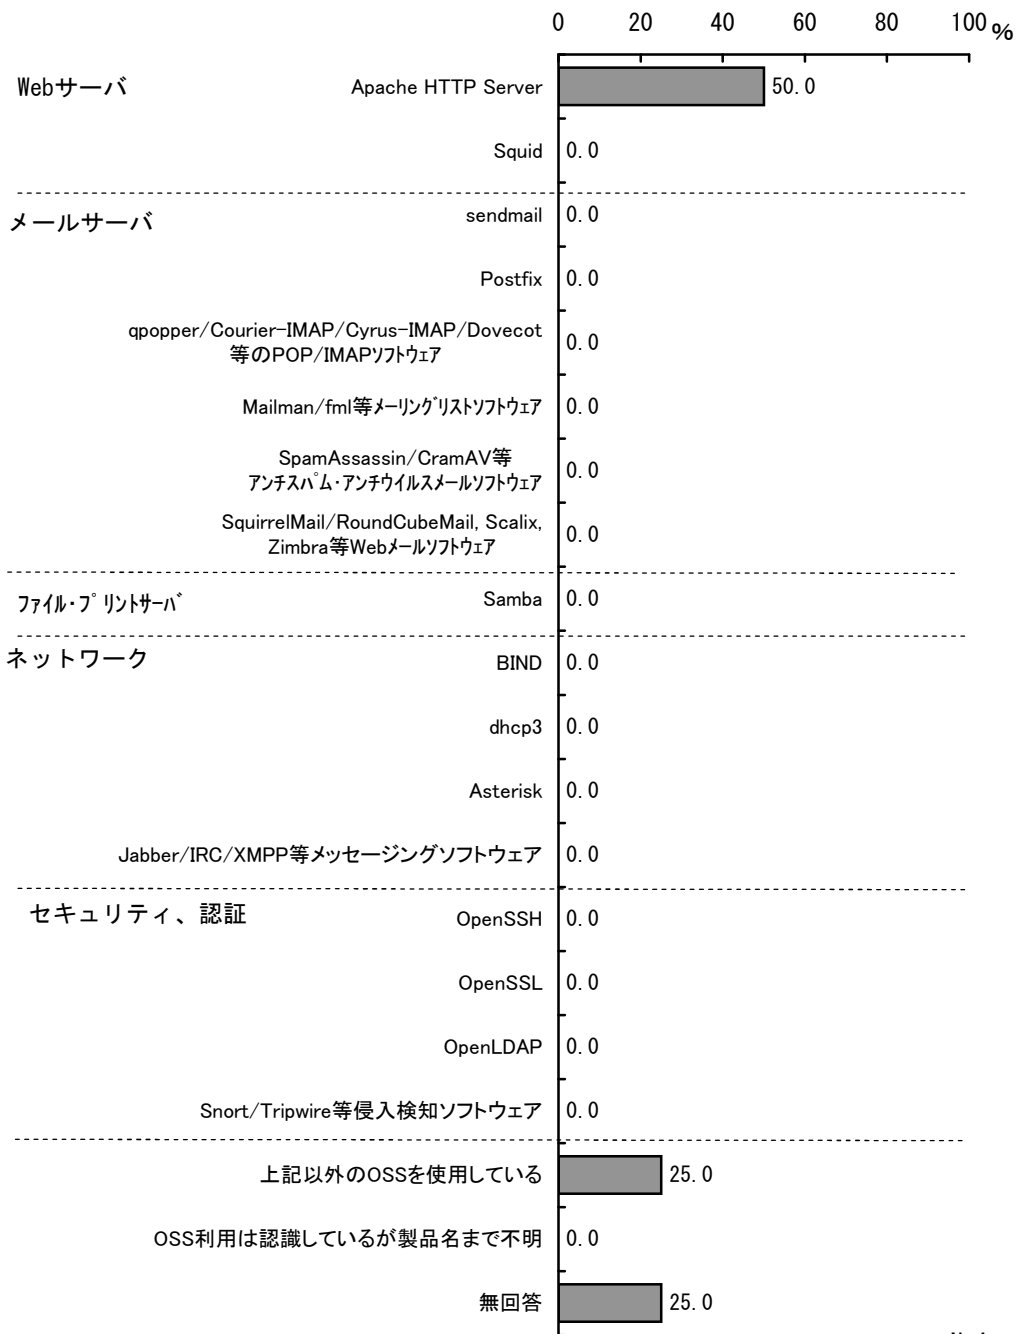 0 20 40 60 80 100 %
Webサーバ Apache HTTP Server 50.0
Squid 0.0
メールサーバ sendmail 0.0
Postfix 0.0
qpopper/Courier-IMAP/Cyrus-IMAP/Dovecot
等のPOP/IMAPｿﾌﾄｳｪｱ 0.0
Mailman/fml等ﾒｰﾘﾝｸﾞﾘｽﾄｿﾌﾄｳｪｱ 0.0
SpamAssassin/CramAV等
ｱﾝﾁｽﾊﾟﾑ･ｱﾝﾁｳｲﾙｽﾒｰﾙｿﾌﾄｳｪｱ 0.0
SquirrelMail/RoundCubeMail, Scalix,
Zimbra等Webﾒｰﾙｿﾌﾄｳｪｱ 0.0
ﾌｧｲﾙ･ﾌﾟﾘﾝﾄｻｰﾊﾞ Samba 0.0
ネットワーク BIND 0.0
dhcp3 0.0
Asterisk 0.0
Jabber/IRC/XMPP等メッセージングソフトウェア 0.0
セキュリティ、認証 OpenSSH 0.0
OpenSSL 0.0
OpenLDAP 0.0
Snort/Tripwire等侵入検知ソフトウェア 0.0
上記以外のOSSを使用している 25.0
OSS利用は認識しているが製品名まで不明 0.0
無回答 25.0